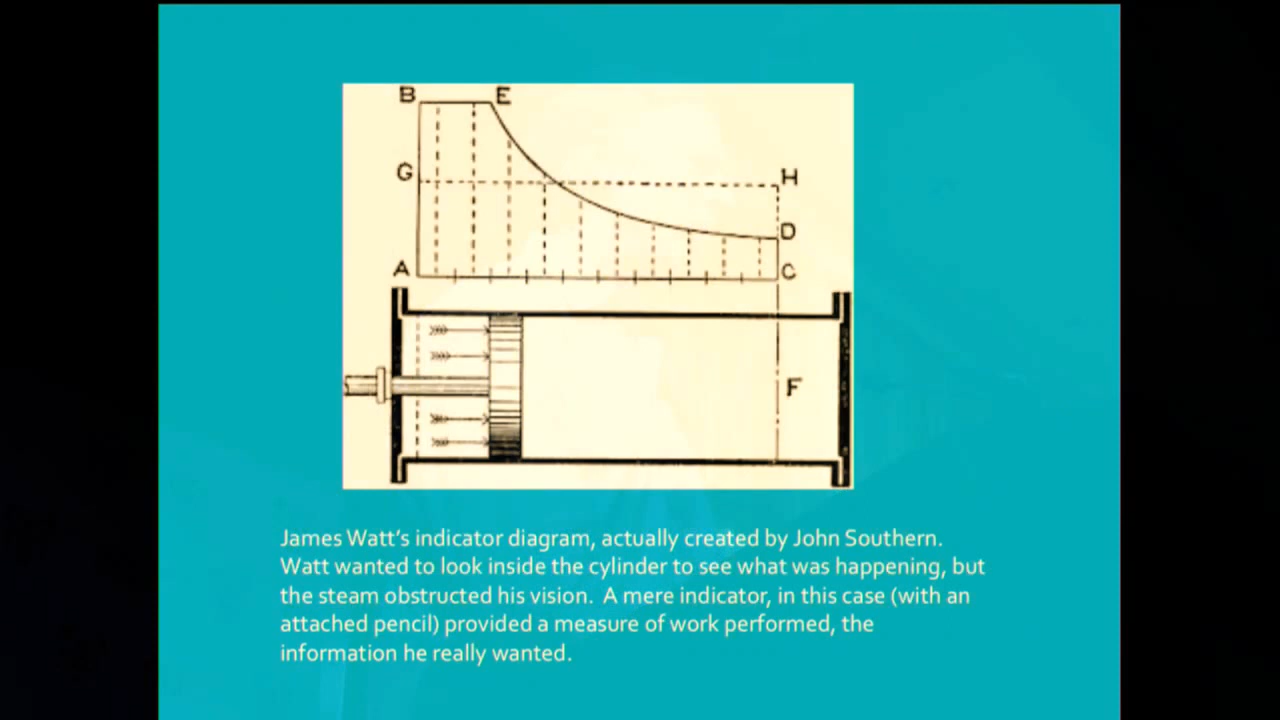 B E
G H
D
A C
F
James Watt's indicator diagram, actually created by John Southern.
Watt wanted to look inside the cylinder to see what was happening, but
the steam obstructed his vision.  A mere indicator, in this case (with an
attached pencil) provided a measure of work performed, the
information he really wanted.